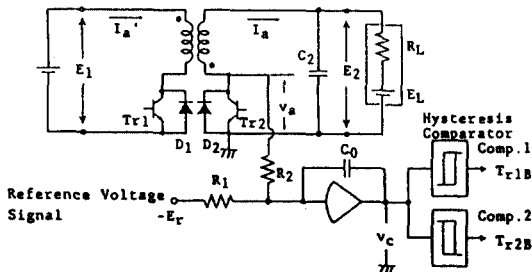 Ia'
Ia
E1
C2
E2
RL
EL
Tr1
D1
D2
Tr2
va
Hysteresis
Comparator
Comp.1
Tr1B
Comp.2
Tr2B
C0
R2
R1
Reference Voltage
Signal
-Er
vc